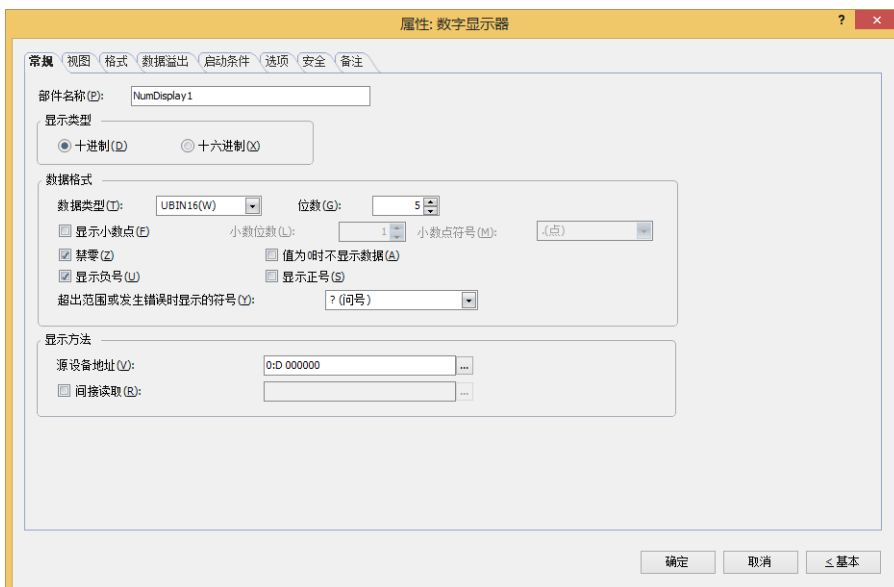 属性: 数字显示器 ? ×
常规 视图 格式 数据溢出 启动条件 选项 安全 备注
部件名称(P): NumDisplay1
显示类型
十进制(D) 十六进制(X)
数据格式
数据类型(T): UBIN16(W) 位数(G): 5
显示小数点(F) 小数位数(L): 1 小数点符号(M): .(点)
禁零(Z) 值为0时不显示数据(A)
显示负号(U) 显示正号(S)
超出范围或发生错误时显示的符号(Y): ? (问号)
显示方法
源设备地址(V): 0:D 000000 ...
间接读取(R): ...
确定 取消 < 基本